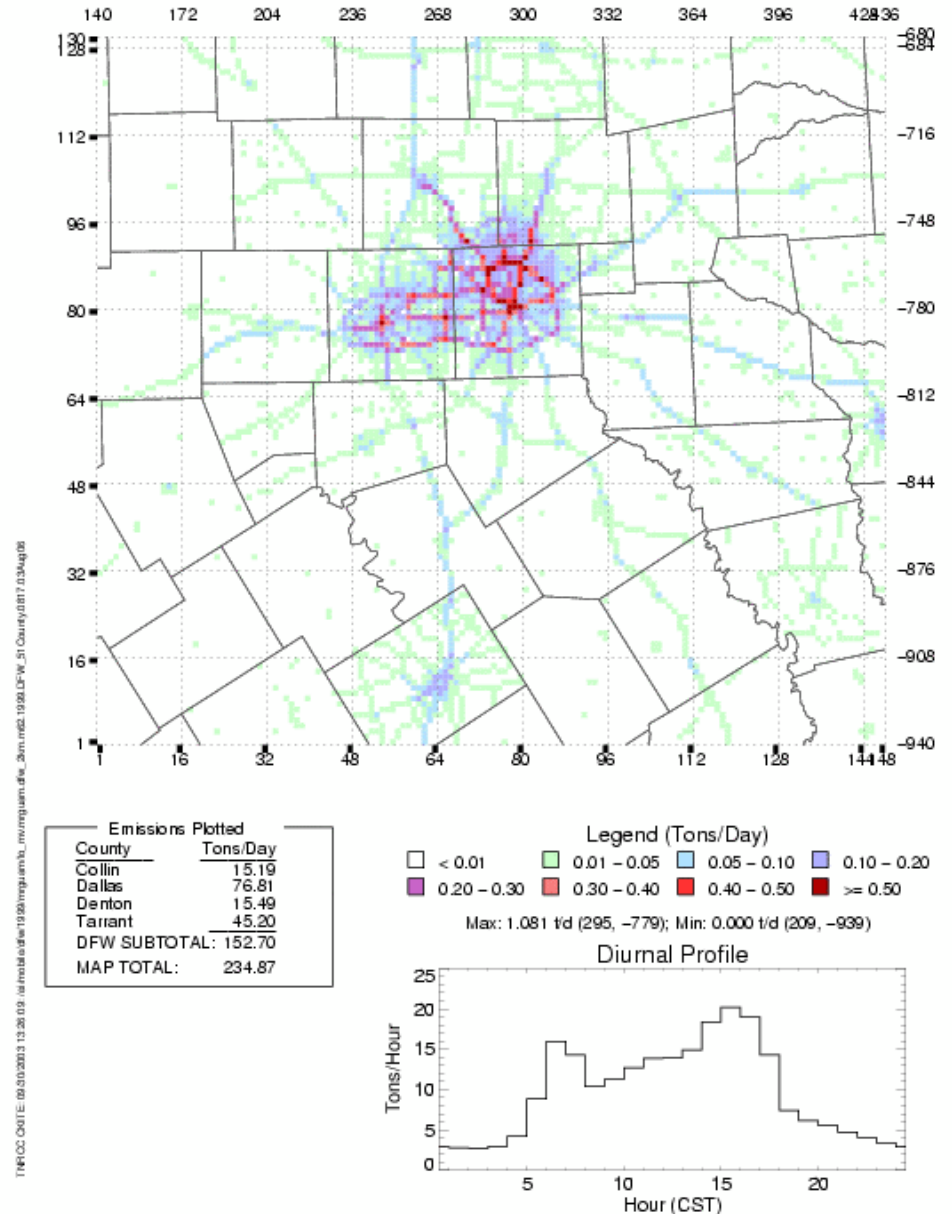 140 172 204 236 268 300 332 364 396 428 436
130 -680
128 -684
112 -716
96 -748
80 -780
64 -812
48 -844
32 -876
16 -908
1 -940
1 16 32 48 64 80 96 112 128 144 148
Emissions Plotted
County Tons/Day
Collin 15.19
Dallas 76.81
Denton 15.49
Tarrant 45.20
DFW SUBTOTAL: 152.70
MAP TOTAL: 234.87
Legend (Tons/Day)
< 0.01 0.01 - 0.05 0.05 - 0.10 0.10 - 0.20
0.20 - 0.30 0.30 - 0.40 0.40 - 0.50 >= 0.50
Max: 1.081 t/d (295, -779); Min: 0.000 t/d (209, -939)
Diurnal Profile
25
20
15
10
5
0
Tons/Hour
5 10 15 20
Hour (CST)